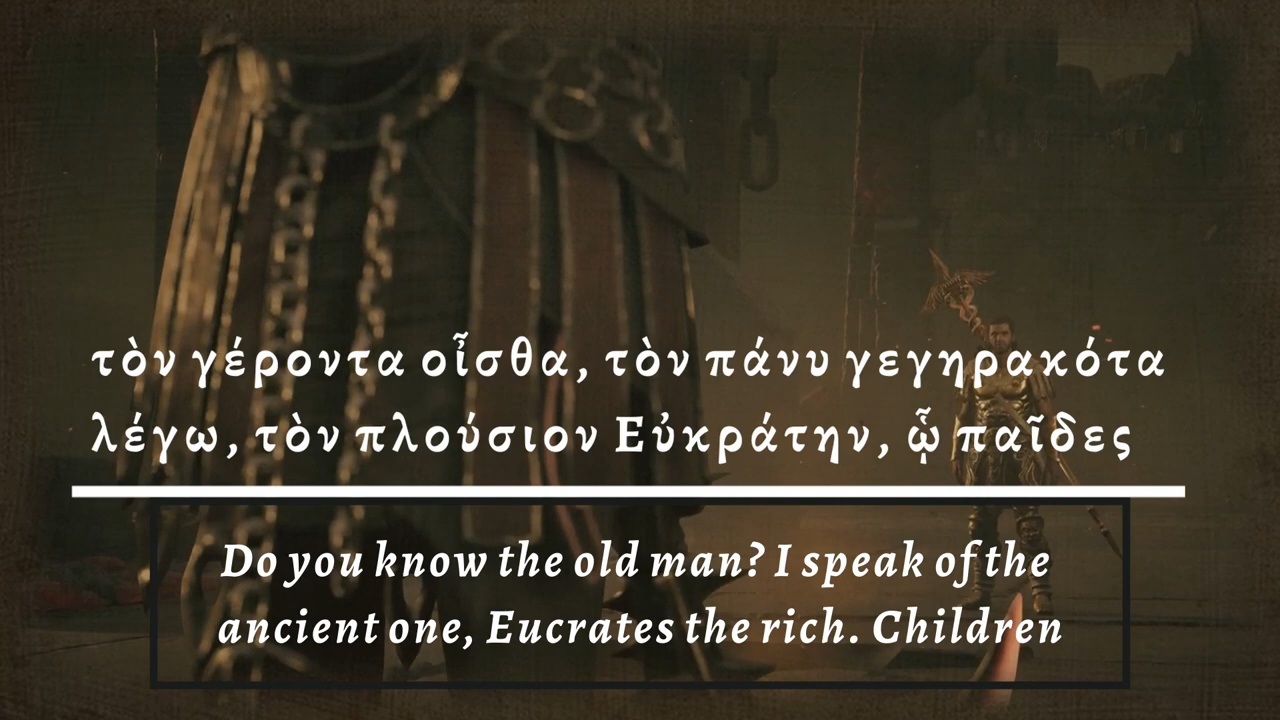 τὸν γέροντα οἶσθα, τὸν πάνυ γεγηρακότα
λέγω, τὸν πλούσιον Εὐκράτην, ᾧ παῖδες
Do you know the old man? I speak of the
ancient one, Eucrates the rich. Children